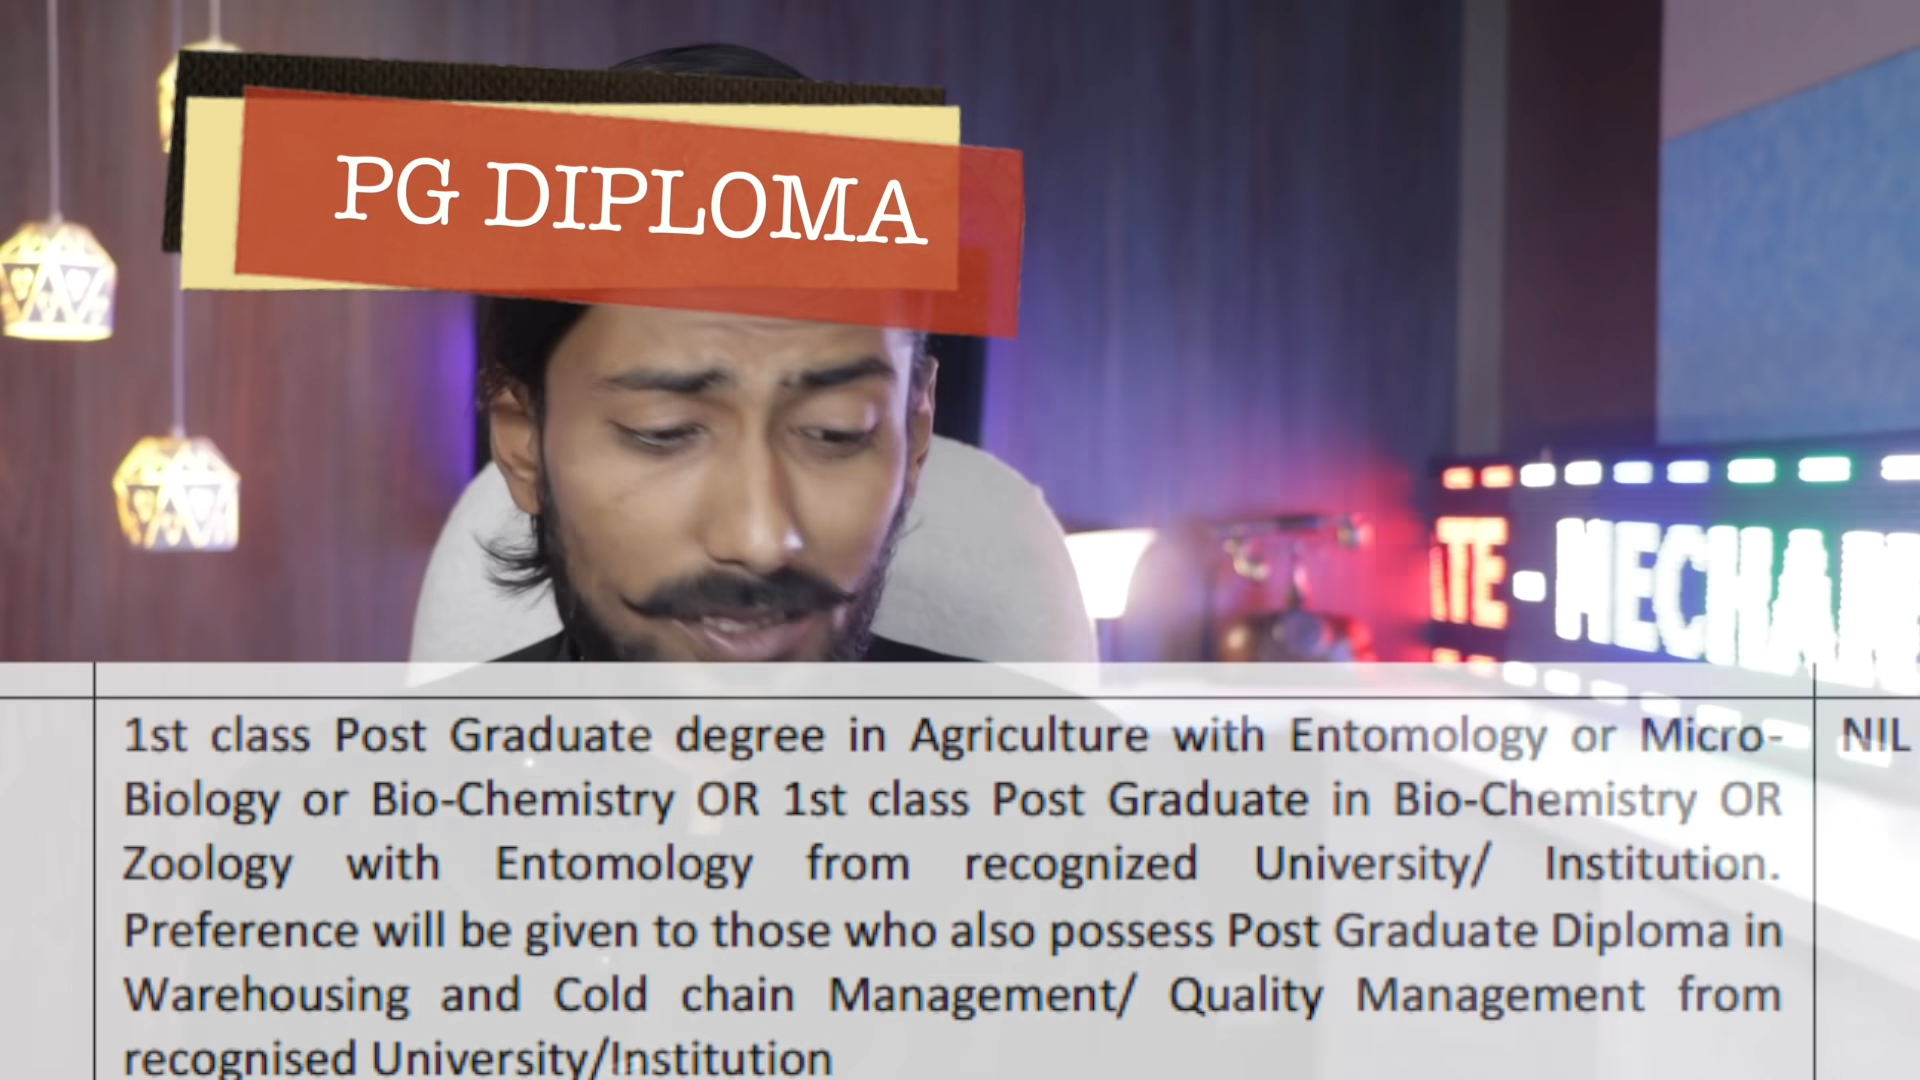 PG DIPLOMA
TE-MECHAN
1st class Post Graduate degree in Agriculture with Entomology or Micro-
NIL
Biology or Bio-Chemistry OR 1st class Post Graduate in Bio-Chemistry OR
Zoology with Entomology from recognized University/ Institution.
Preference will be given to those who also possess Post Graduate Diploma in
Warehousing and Cold chain Management/ Quality Management from
recognised University/Institution